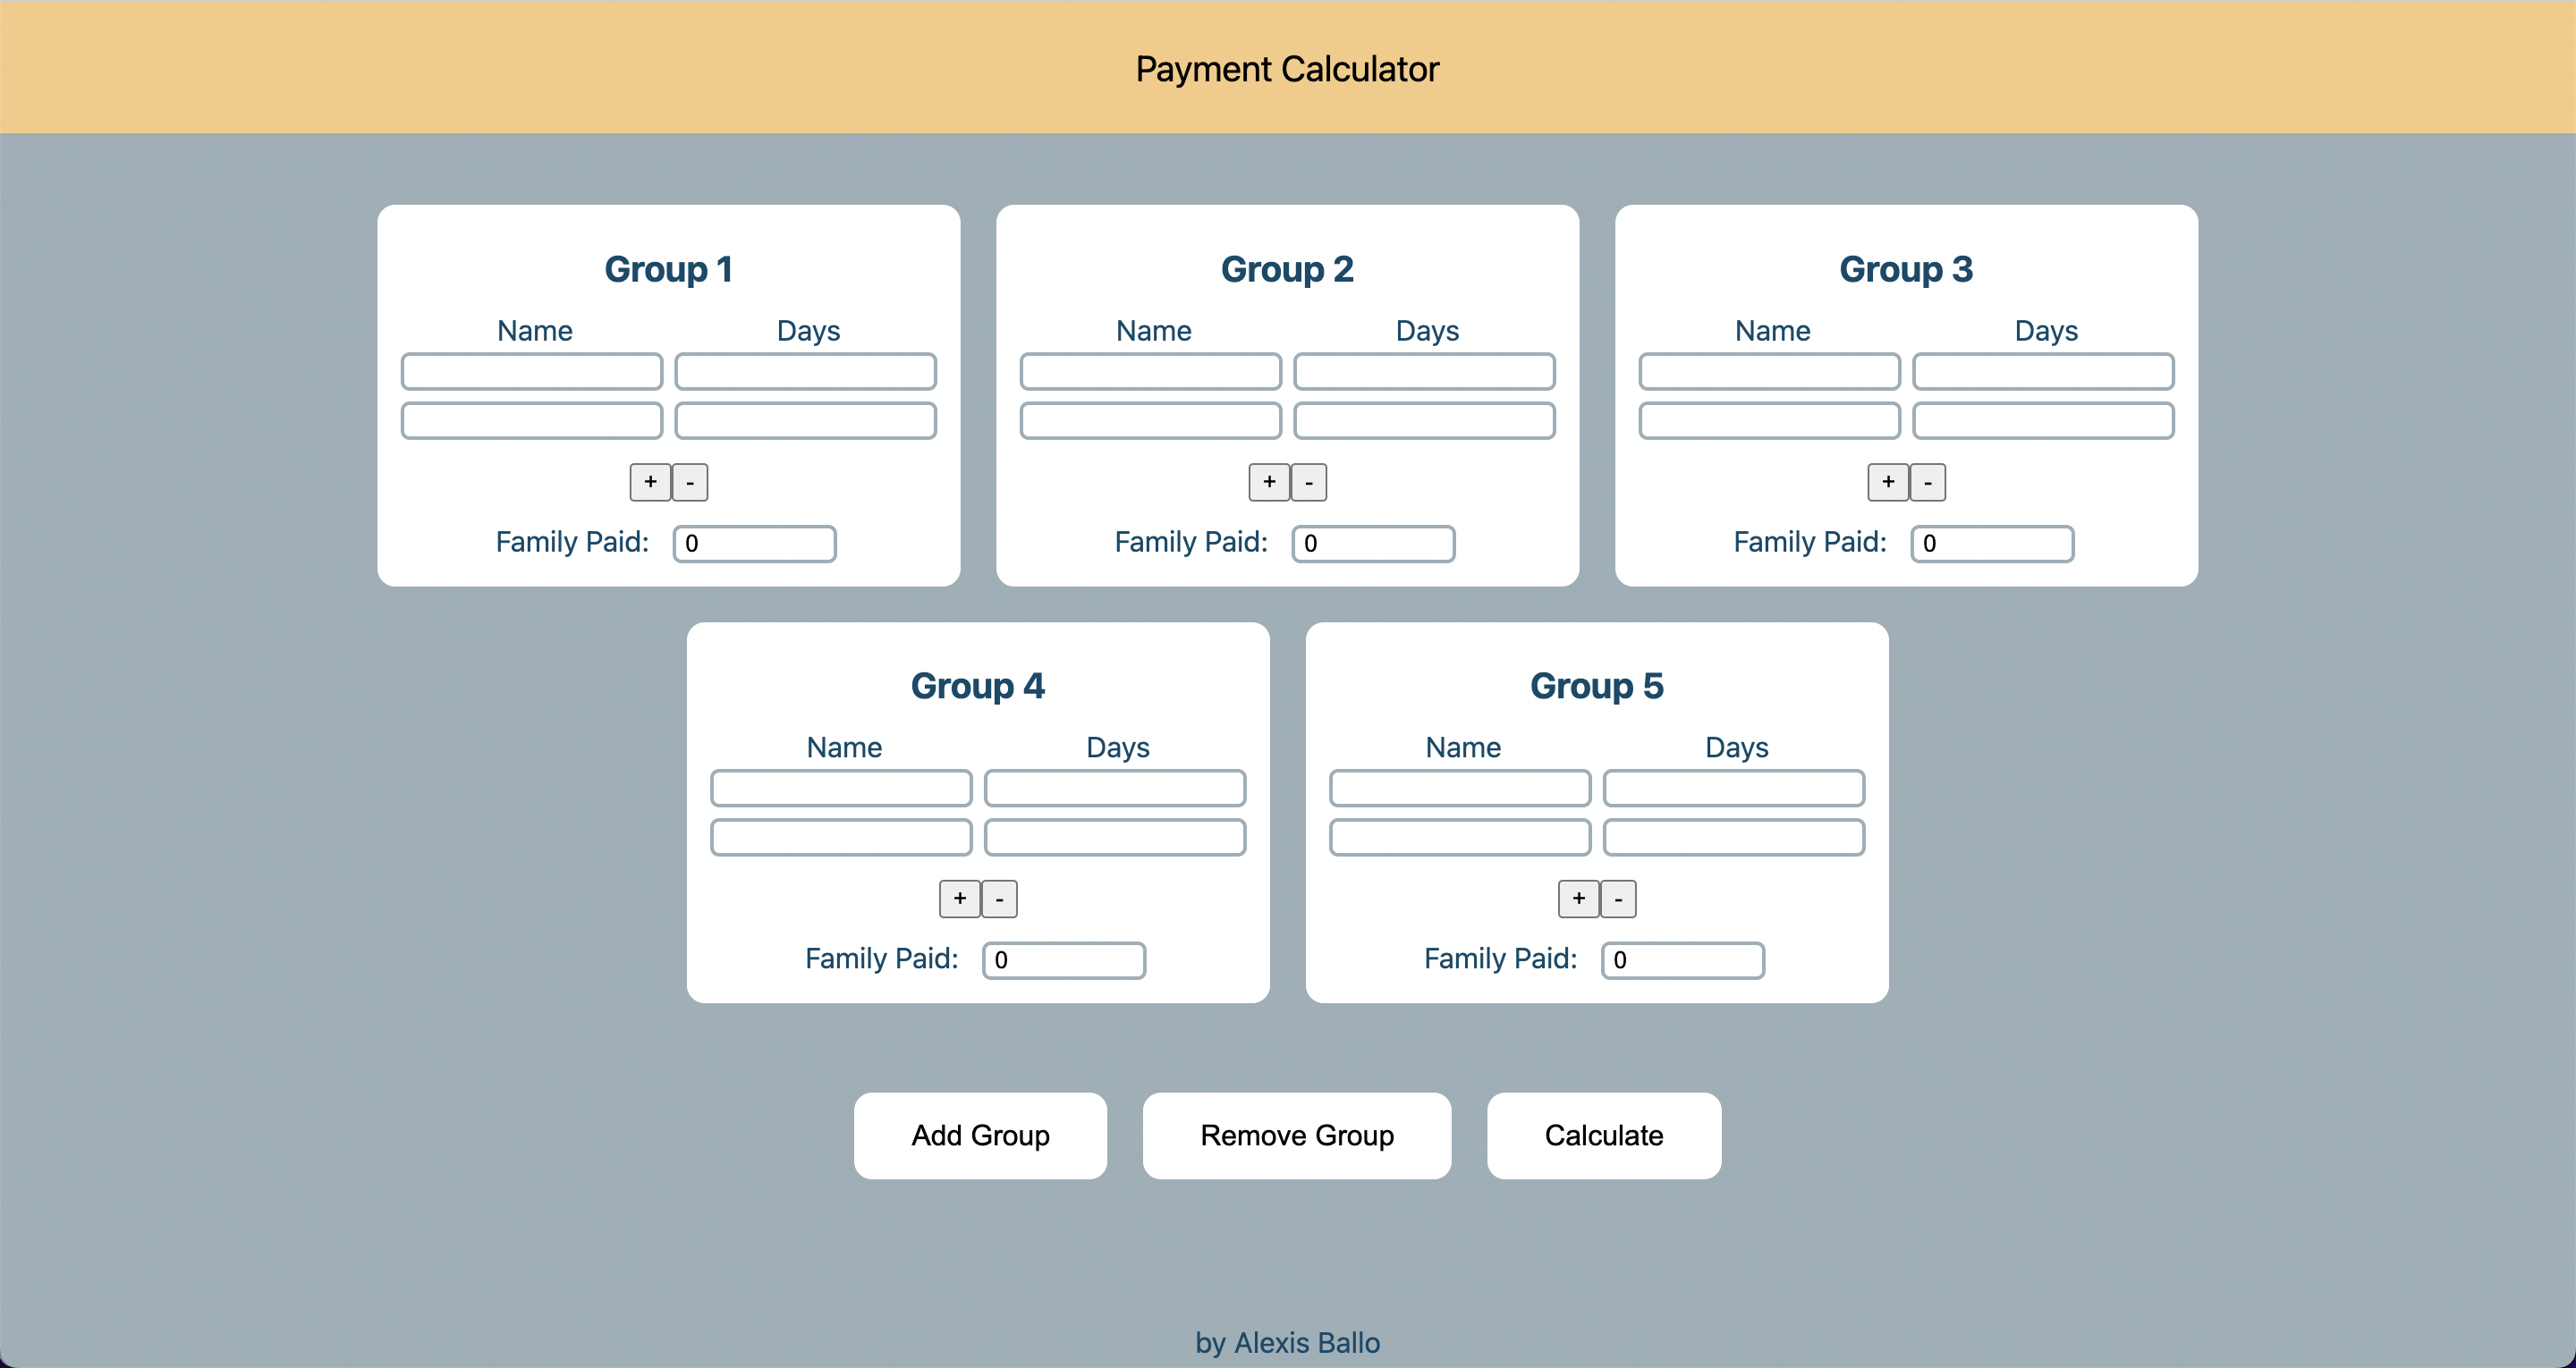 Payment Calculator
Group 1
Name Days
+ -
Family Paid: 0
Group 2
Name Days
+ -
Family Paid: 0
Group 3
Name Days
+ -
Family Paid: 0
Group 4
Name Days
+ -
Family Paid: 0
Group 5
Name Days
+ -
Family Paid: 0
Add Group Remove Group Calculate
by Alexis Ballo